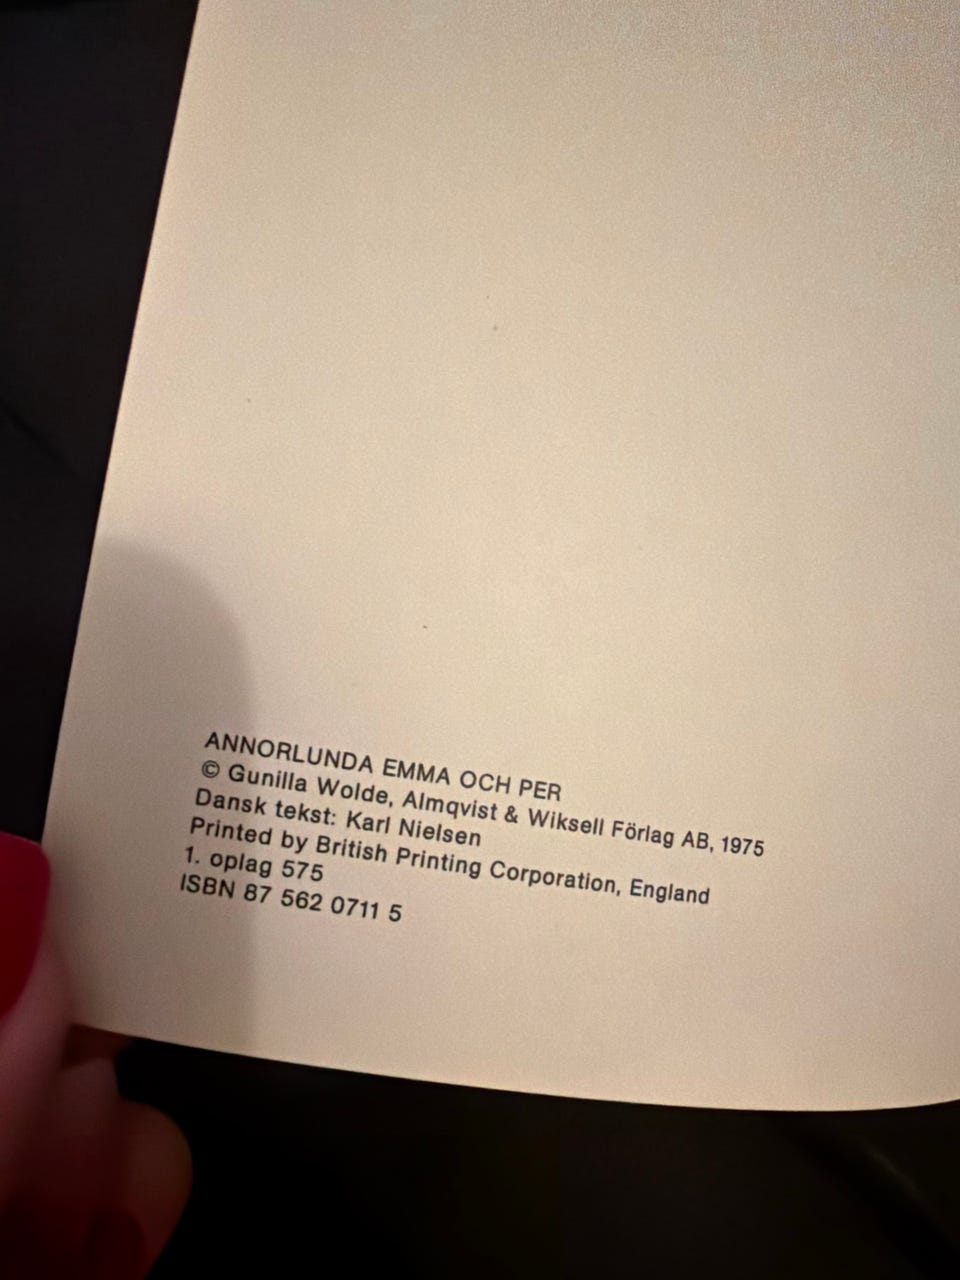 ANNORLUNDA EMMA OCH PER
© Gunilla Wolde, Almqvist & Wiksell Förlag AB, 1975
Dansk tekst: Karl Nielsen
Printed by British Printing Corporation, England
1. oplag 575
ISBN 87 562 0711 5